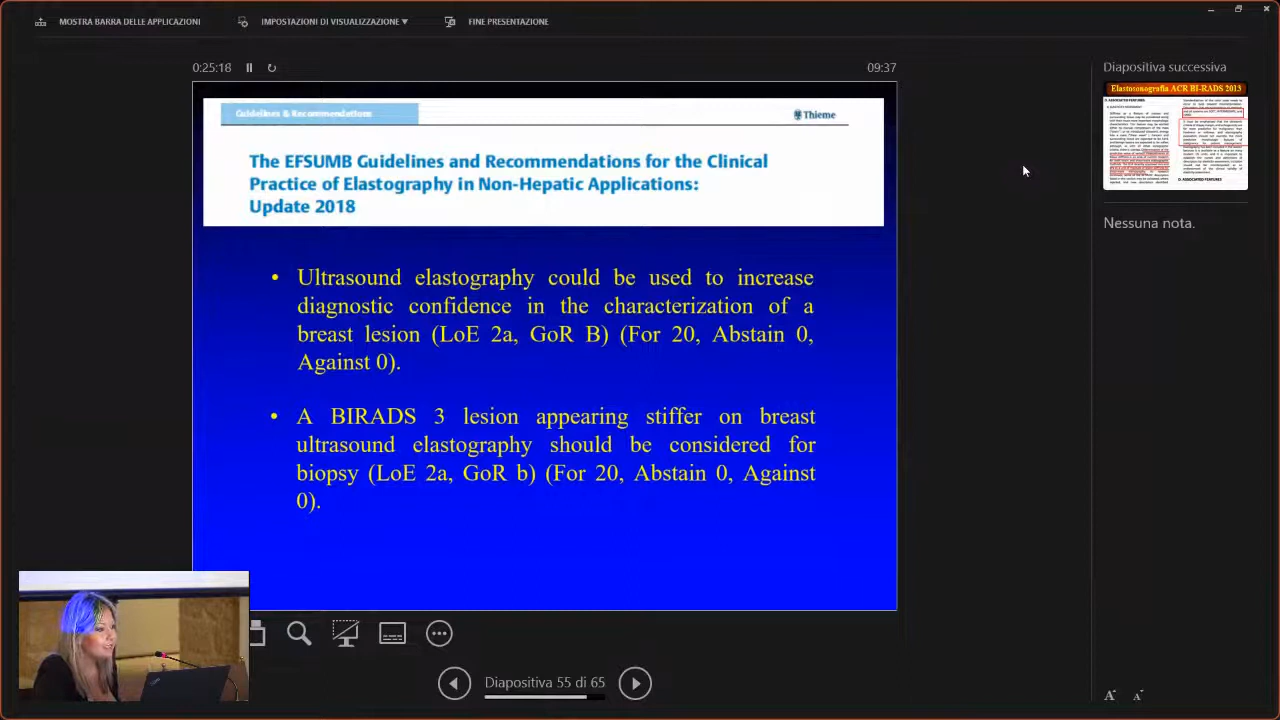 MOSTRA BARRA DELLE APPLICAZIONI
IMPOSTAZIONI DI VISUALIZZAZIONE ▼
FINE PRESENTAZIONE
0:25:18
09:37
Guidelines & Recommendations
Thieme
The EFSUMB Guidelines and Recommendations for the Clinical
Practice of Elastography in Non-Hepatic Applications:
Update 2018
• Ultrasound elastography could be used to increase
diagnostic confidence in the characterization of a
breast lesion (LoE 2a, GoR B) (For 20, Abstain 0,
Against 0).
• A BIRADS 3 lesion appearing stiffer on breast
ultrasound elastography should be considered for
biopsy (LoE 2a, GoR b) (For 20, Abstain 0, Against
0).
Diapositiva 55 di 65
Diapositiva successiva
Elastosonografia ACR BI-RADS 2013
D. ASSOCIATED FEATURES
Nessuna nota.
A
A